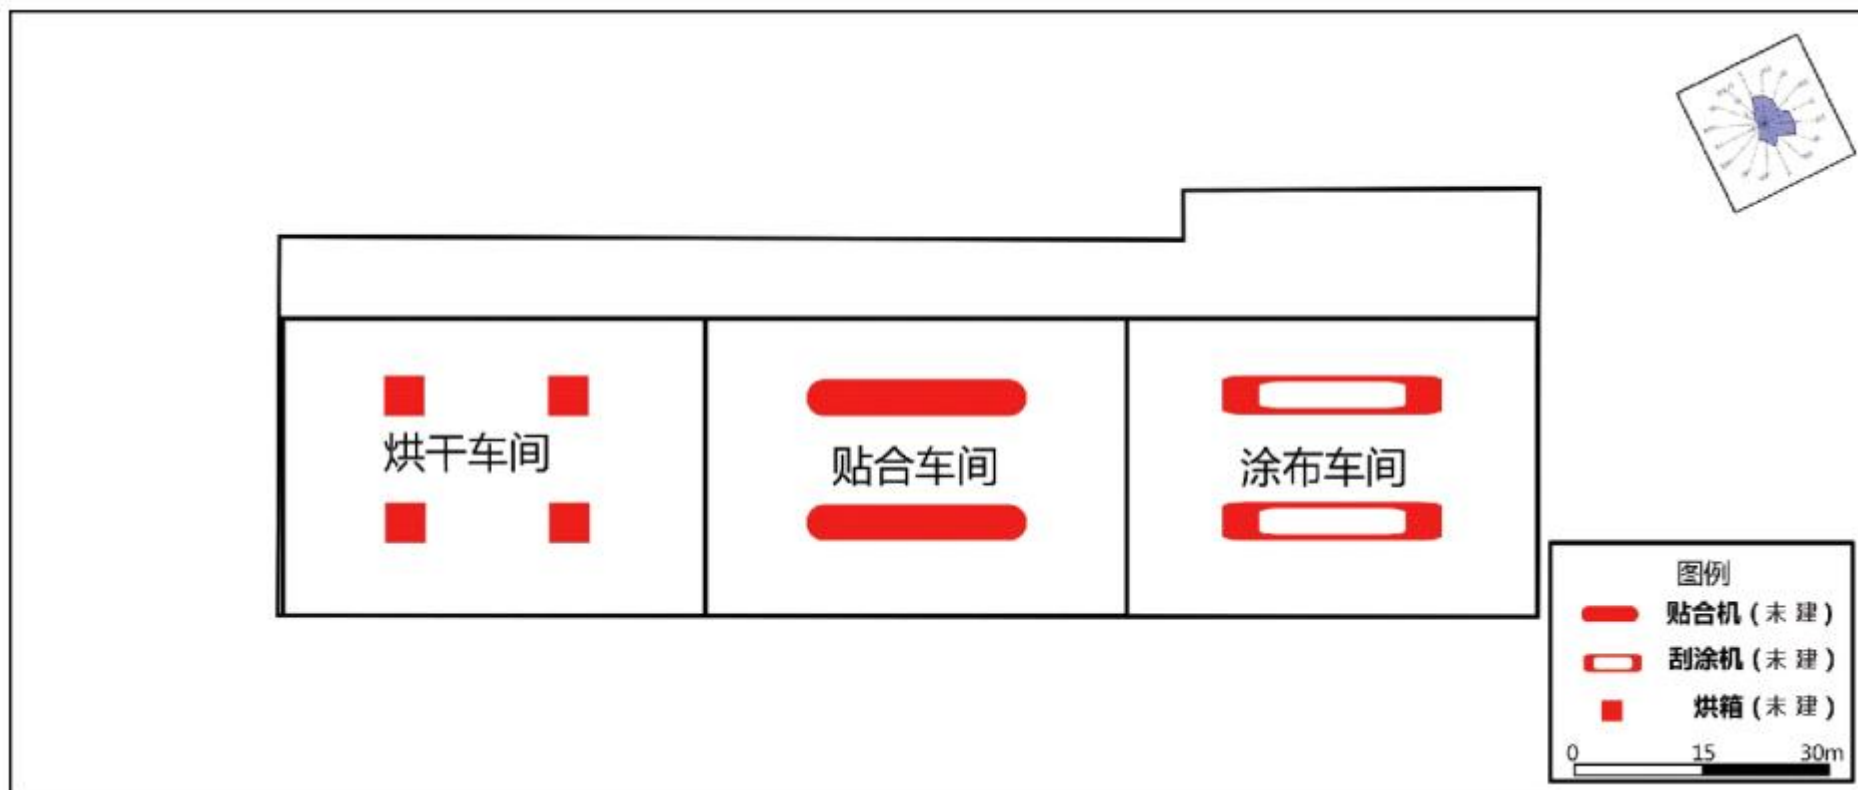 烘干车间
贴合车间
涂布车间
图例
贴合机 (未 建)
刮涂机 (未 建)
烘箱 (未 建)
0 15 30m